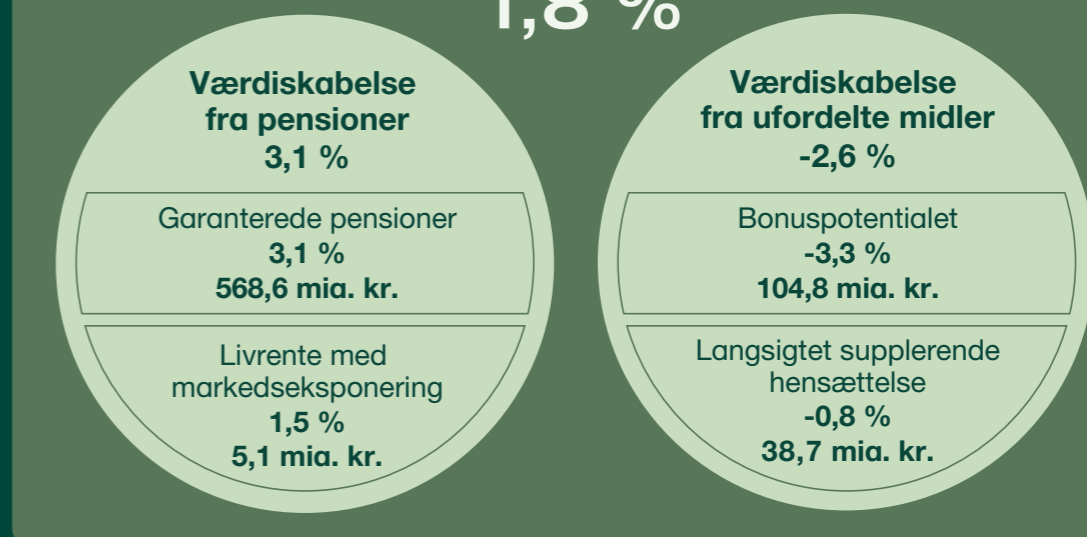 1,8 %
Værdiskabelse
fra pensioner
3,1 %
Garanterede pensioner
3,1 %
568,6 mia. kr.
Livrente med
markedseksponering
1,5 %
5,1 mia. kr.
Værdiskabelse
fra ufordelte midler
-2,6 %
Bonuspotentialet
-3,3 %
104,8 mia. kr.
Langsigtet supplerende
hensættelse
-0,8 %
38,7 mia. kr.